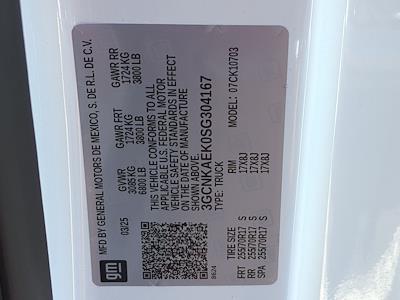 MFD BY GENERAL MOTORS DE MEXICO, S. DE R.L. DE C.V.
03/25 GVWR GAWR FRT GAWR RR
3085 KG 1724 KG 1724 KG
6800 LB 3800 LB 3800 LB
THIS VEHICLE CONFORMS TO ALL
APPLICABLE U.S. FEDERAL MOTOR
VEHICLE SAFETY STANDARDS IN EFFECT
ON THE DATE OF MANUFACTURE
SHOWN ABOVE.
3GCNKAEK0SG304167
TYPE: TRUCK MODEL: 07CK10703
gm
8624
TIRE SIZE RIM
FRT 255/70R17 S 17X8J
RR 255/70R17 S 17X8J
SPA 255/70R17 S 17X8J